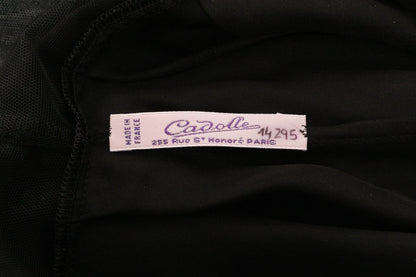 MADE IN
FRANCE
Cadolle
14295
255 Rue St Honoré PARIS